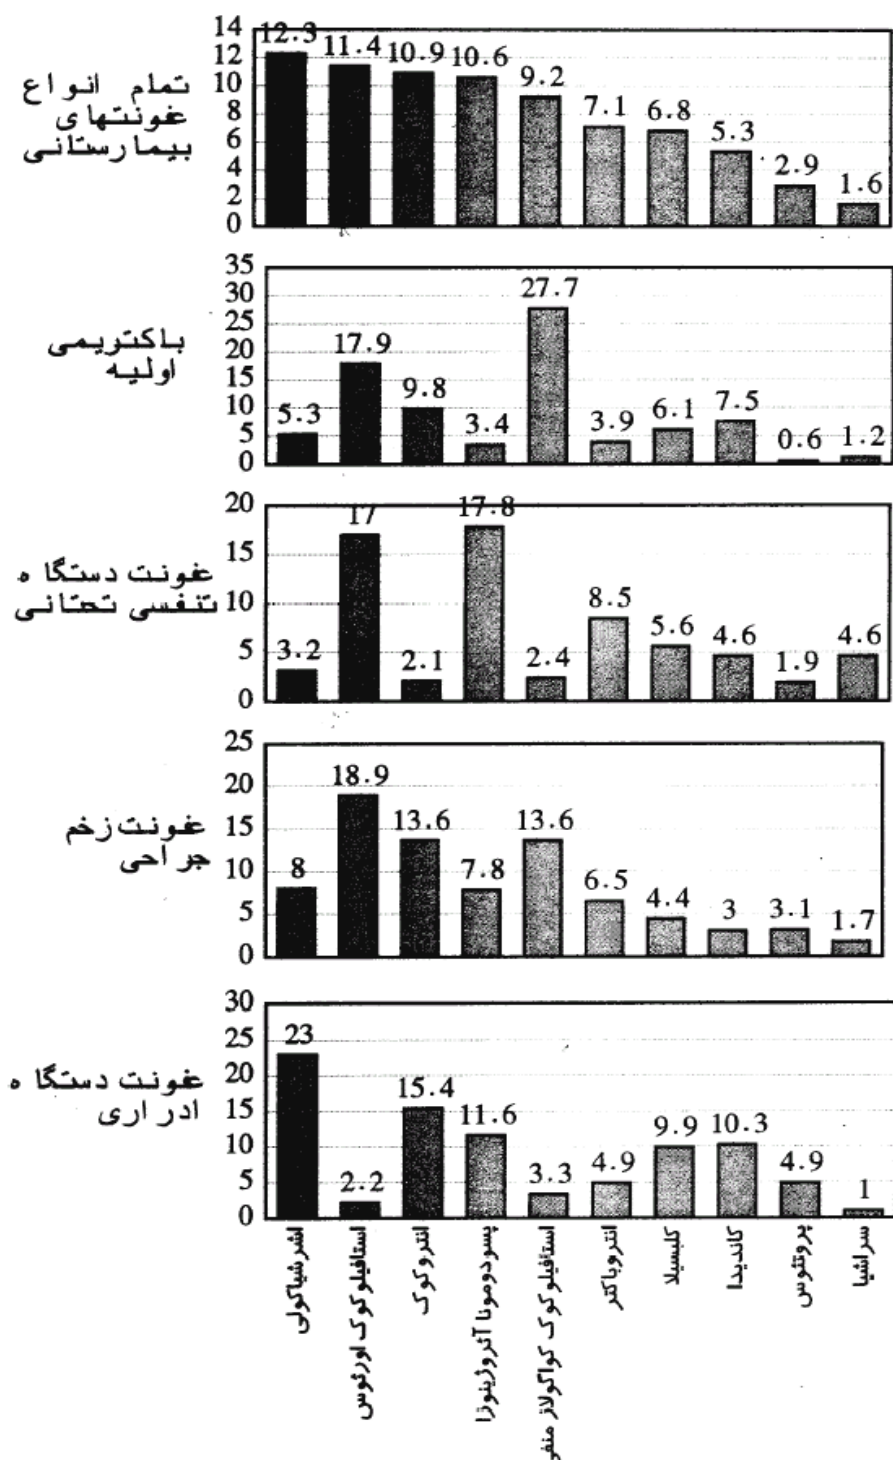 تمام انواع
عفونتهای
بیمارستانی
14
12
10
8
6
4
2
0
12.3 11.4 10.9 10.6 9.2 7.1 6.8 5.3 2.9 1.6
باکتریمی
اولیه
35
30
25
20
15
10
5
0
5.3 17.9 9.8 3.4 27.7 3.9 6.1 7.5 0.6 1.2
عفونت دستگاه
تنفسی تحتانی
20
15
10
5
0
3.2 17 2.1 17.8 2.4 8.5 5.6 4.6 1.9 4.6
عفونت زخم
جراحی
25
20
15
10
5
0
8 18.9 13.6 7.8 13.6 6.5 4.4 3 3.1 1.7
عفونت دستگاه
ادراری
30
25
20
15
10
5
0
23 2.2 15.4 11.6 3.3 4.9 9.9 10.3 4.9 1
اشرشیاکولی
استافیلوکوک اورئوس
انتروکوک
پسودومونا آئروژینوزا
استافیلوکوک کواگولاز منفی
انتروباکتر
کلبسیلا
کاندیدا
پروتئوس
سراشیا